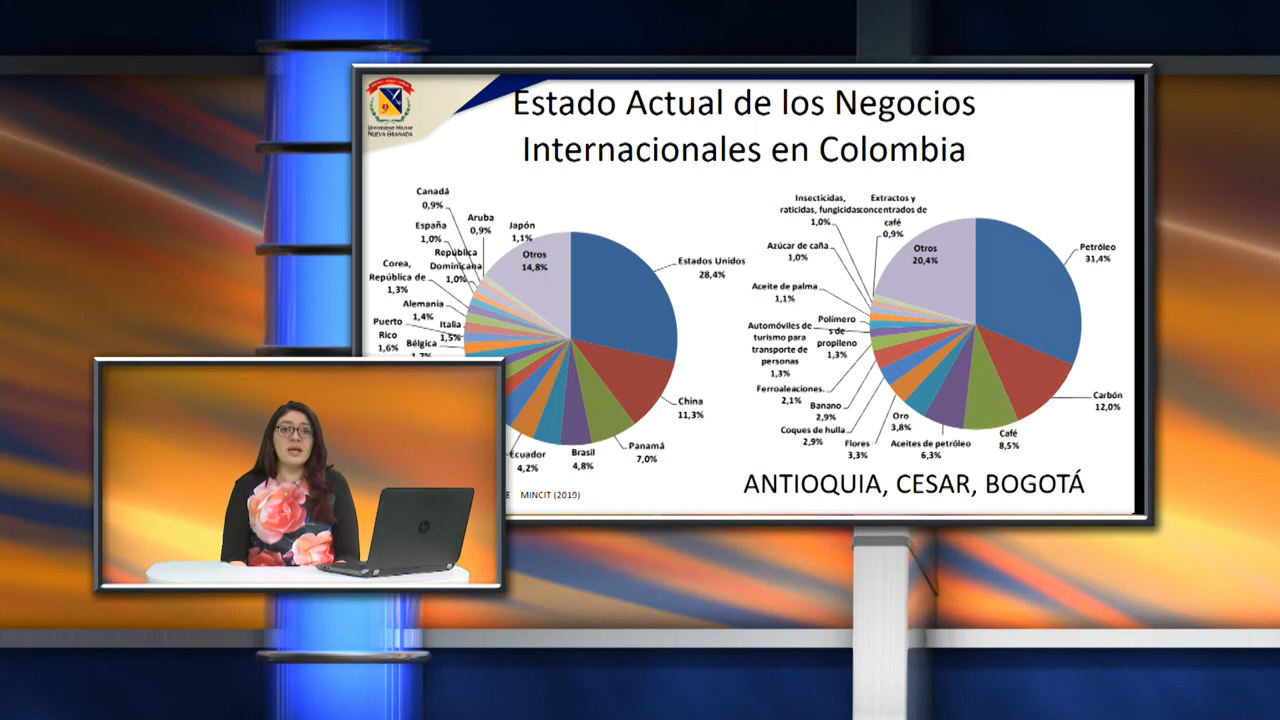 UNIVERSIDAD MILITAR
NUEVA GRANADA
Estado Actual de los Negocios
Internacionales en Colombia
Canadá
0,9%
Aruba
0,9%
España
1,0%
Japón
1,1%
República
Dominicana
1,0%
Otros
14,8%
Corea,
República de
1,3%
Alemania
1,4%
Puerto
Rico
1,6%
Italia
1,5%
Bélgica
Estados Unidos
28,4%
China
11,3%
Panamá
7,0%
Brasil
4,8%
Ecuador
4,2%
MINCIT (2019)
Insecticidas,
raticidas, fungicidas
1,0%
Extractos y
concentrados de
café
0,9%
Azúcar de caña
1,0%
Otros
20,4%
Petróleo
31,4%
Aceite de palma
1,1%
Automóviles de
turismo para
transporte de
personas
1,3%
Polímero
s de
propileno
1,3%
Ferroaleaciones.
2,1%
Banano
2,9%
Coques de hulla
2,9%
Oro
3,8%
Flores
3,3%
Aceites de petróleo
6,3%
Café
8,5%
Carbón
12,0%
ANTIOQUIA, CESAR, BOGOTÁ
hp